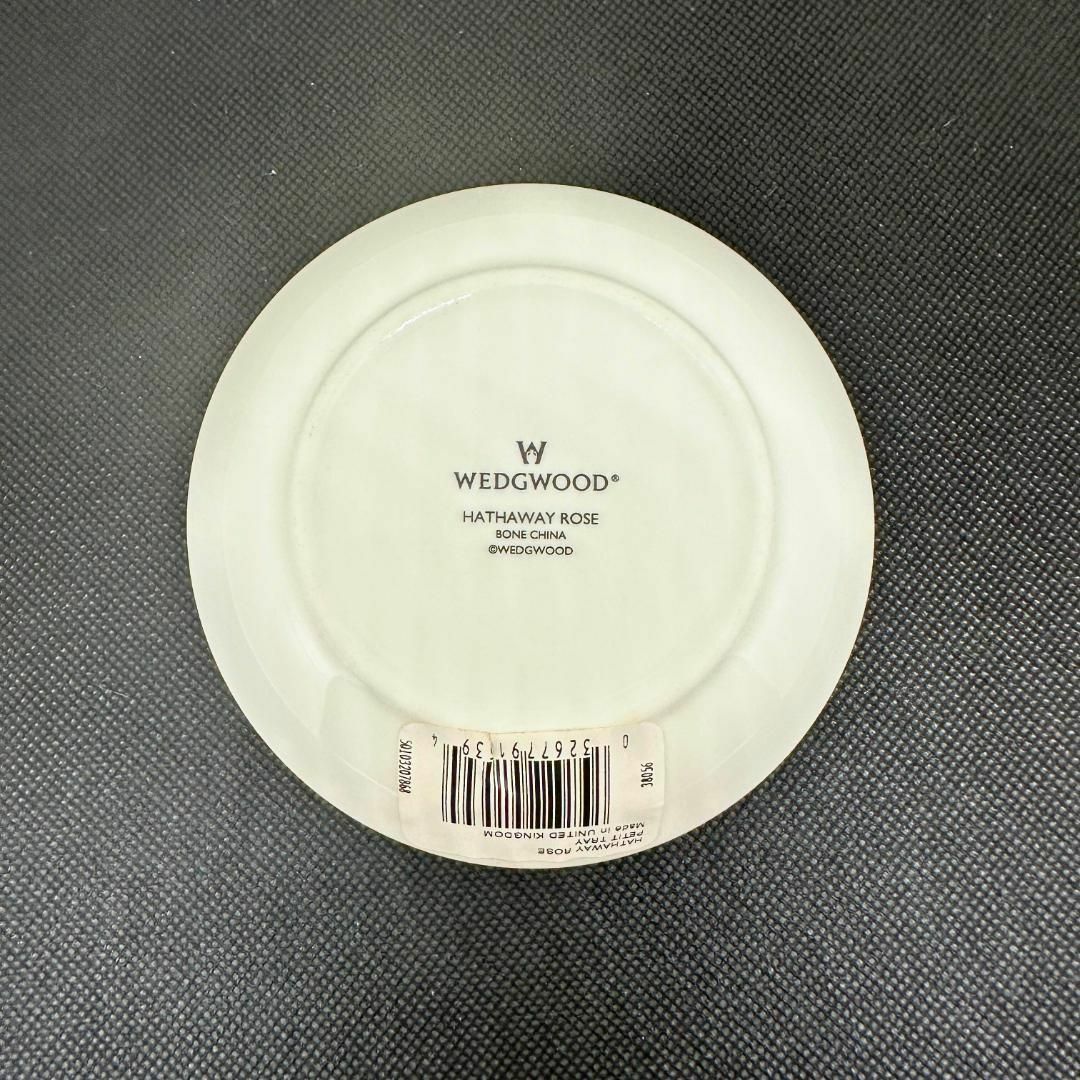 W
WEDGWOOD®
HATHAWAY ROSE
BONE CHINA
©WEDGWOOD
HATHAWAY ROSE
PETIT TRAY
Made in UNITED KINGDOM
38056
0 32677 91139 4
50103207868